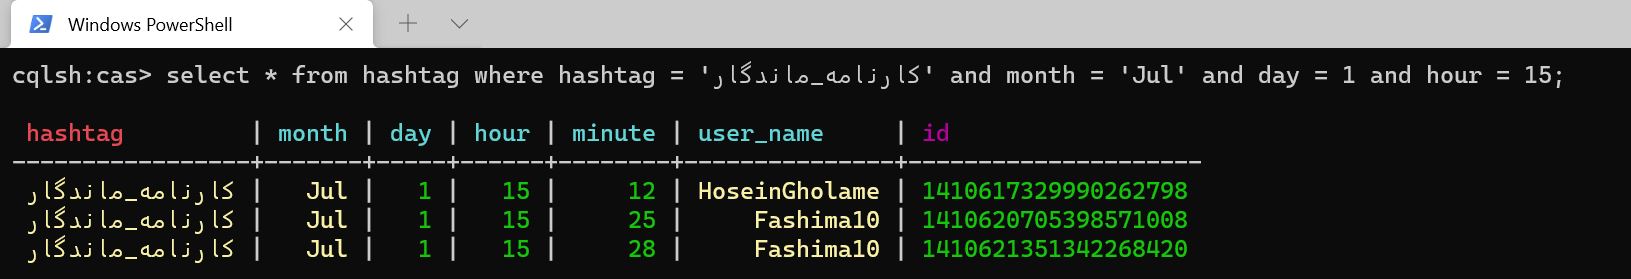 Windows PowerShell
cqlsh:cas> select * from hashtag where hashtag = 'کارنامه_ماندگار' and month = 'Jul' and day = 1 and hour = 15;
hashtag | month | day | hour | minute | user_name | id
-----------------+-------+-----+------+--------+---------------+---------------------
کارنامه_ماندگار | Jul | 1 | 15 | 12 | HoseinGholame | 1410617329990262798
کارنامه_ماندگار | Jul | 1 | 15 | 25 | Fashima10 | 1410620705398571008
کارنامه_ماندگار | Jul | 1 | 15 | 28 | Fashima10 | 1410621351342268420